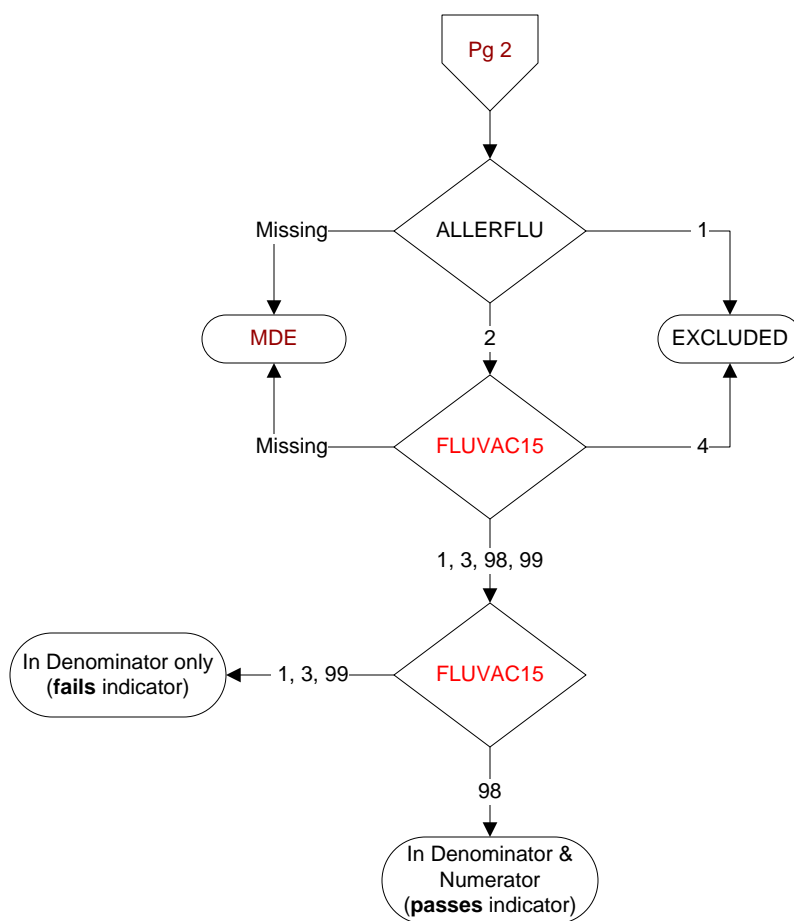 Pg 2
Missing
ALLERFLU
1
MDE
2
EXCLUDED
Missing
FLUVAC15
4
1, 3, 98, 99
In Denominator only
(fails indicator)
1, 3, 99
FLUVAC15
98
In Denominator &
Numerator
(passes indicator)